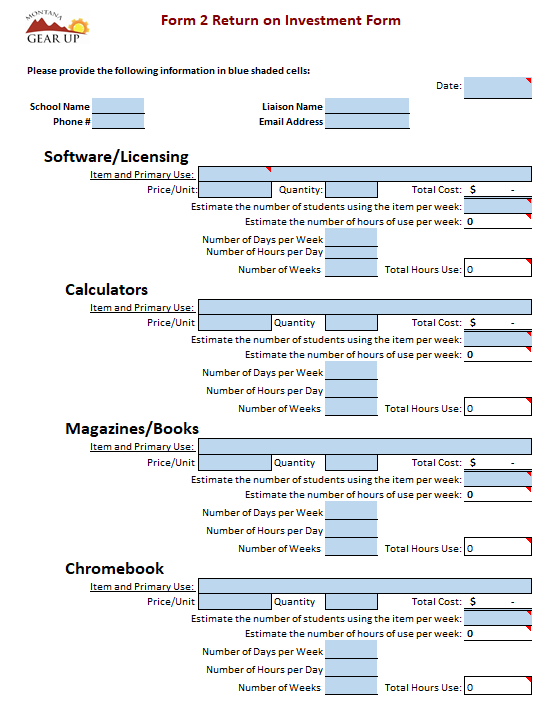 MONTANA
GEAR UP
Form 2 Return on Investment Form
Please provide the following information in blue shaded cells:
Date:
School Name Liaison Name
Phone # Email Address
Software/Licensing
Item and Primary Use:
Price/Unit: Quantity: Total Cost: $ -
Estimate the number of students using the item per week:
Estimate the number of hours of use per week: 0
Number of Days per Week
Number of Hours per Day
Number of Weeks Total Hours Use: 0
Calculators
Item and Primary Use:
Price/Unit Quantity Total Cost: $ -
Estimate the number of students using the item per week:
Estimate the number of hours of use per week: 0
Number of Days per Week
Number of Hours per Day
Number of Weeks Total Hours Use: 0
Magazines/Books
Item and Primary Use:
Price/Unit Quantity Total Cost: $ -
Estimate the number of students using the item per week:
Estimate the number of hours of use per week: 0
Number of Days per Week
Number of Hours per Day
Number of Weeks Total Hours Use: 0
Chromebook
Item and Primary Use:
Price/Unit Quantity Total Cost: $ -
Estimate the number of students using the item per week:
Estimate the number of hours of use per week: 0
Number of Days per Week
Number of Hours per Day
Number of Weeks Total Hours Use: 0